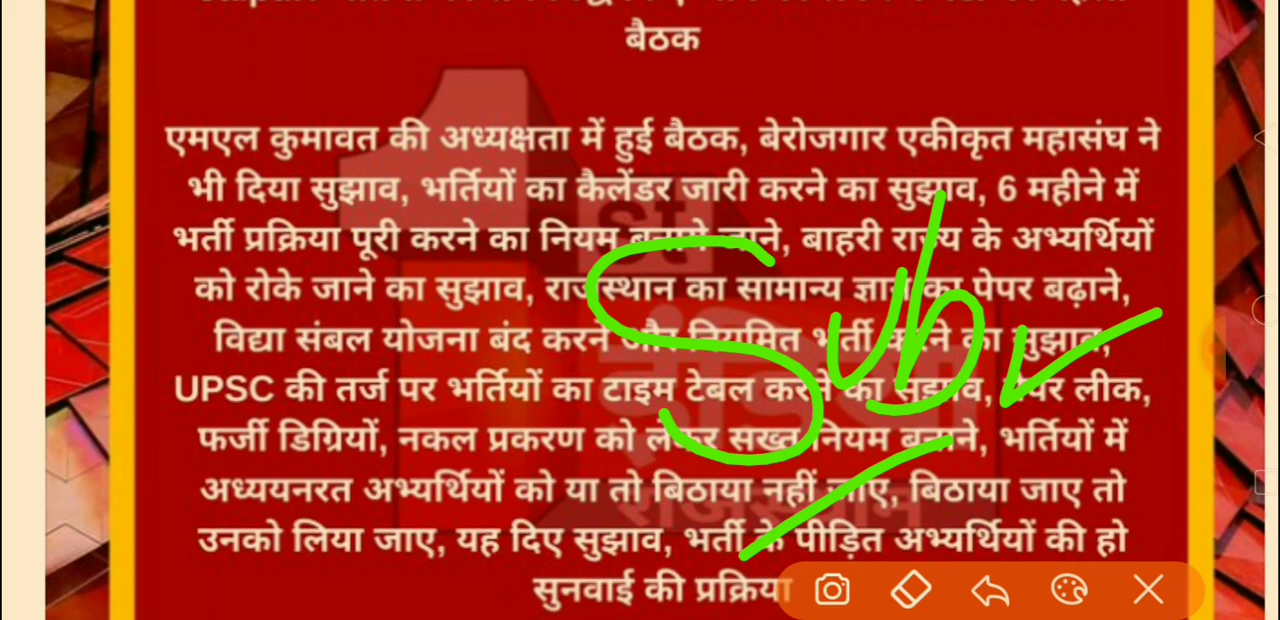 बैठक
एमएल कुमावत की अध्यक्षता में हुई बैठक, बेरोजगार एकीकृत महासंघ ने
भी दिया सुझाव, भर्तियों का कैलेंडर जारी करने का सुझाव, 6 महीने में
भर्ती प्रक्रिया पूरी करने का नियम बनाये जाने, बाहरी राज्य के अभ्यर्थियों
को रोके जाने का सुझाव, राजस्थान का सामान्य ज्ञान का पेपर बढ़ाने,
विद्या संबल योजना बंद करने और नियमित भर्ती करने का सुझाव,
UPSC की तर्ज पर भर्तियों का टाइम टेबल करने का सुझाव, पेपर लीक,
फर्जी डिग्रियों, नकल प्रकरण को लेकर सख्त नियम बनाने, भर्तियों में
अध्ययनरत अभ्यर्थियों को या तो बिठाया नहीं जाए, बिठाया जाए तो
उनको लिया जाए, यह दिए सुझाव, भर्ती के पीड़ित अभ्यर्थियों की हो
सुनवाई की प्रक्रिया
Sub
1st
इंडिया
राजस्थान